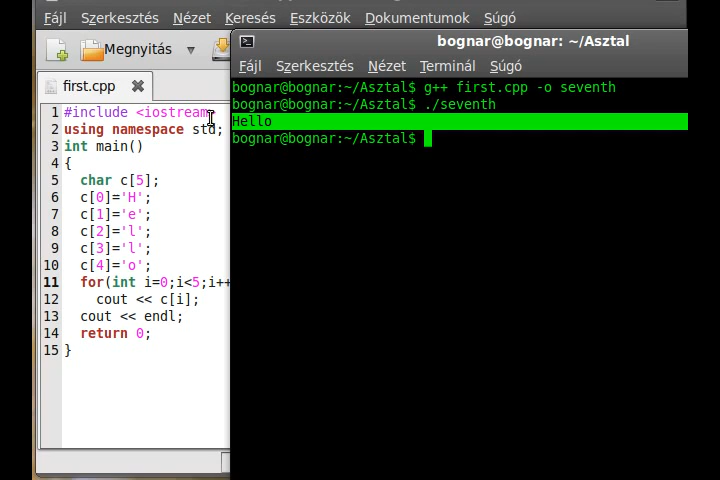 Fájl Szerkesztés Nézet Keresés Eszközök Dokumentumok Súgó
Megnyitás
first.cpp
1 #include <iostream>
2 using namespace std;
3 int main()
4 {
5 char c[5];
6 c[0]='H';
7 c[1]='e';
8 c[2]='l';
9 c[3]='l';
10 c[4]='o';
11 for(int i=0;i<5;i++
12 cout << c[i];
13 cout << endl;
14 return 0;
15 }
bognar@bognar: ~/Asztal
Fájl Szerkesztés Nézet Terminál Súgó
bognar@bognar:~/Asztal$ g++ first.cpp -o seventh
bognar@bognar:~/Asztal$ ./seventh
Hello
bognar@bognar:~/Asztal$